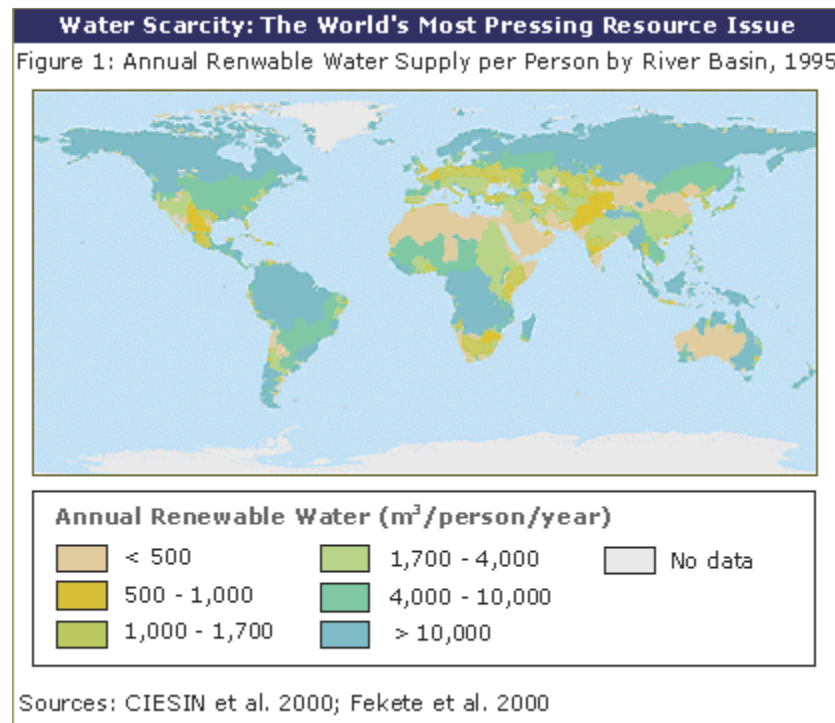 Water Scarcity: The World's Most Pressing Resource Issue
Figure 1: Annual Renwable Water Supply per Person by River Basin, 1995
Annual Renewable Water (m³/person/year)
< 500
500 - 1,000
1,000 - 1,700
1,700 - 4,000
4,000 - 10,000
> 10,000
No data
Sources: CIESIN et al. 2000; Fekete et al. 2000